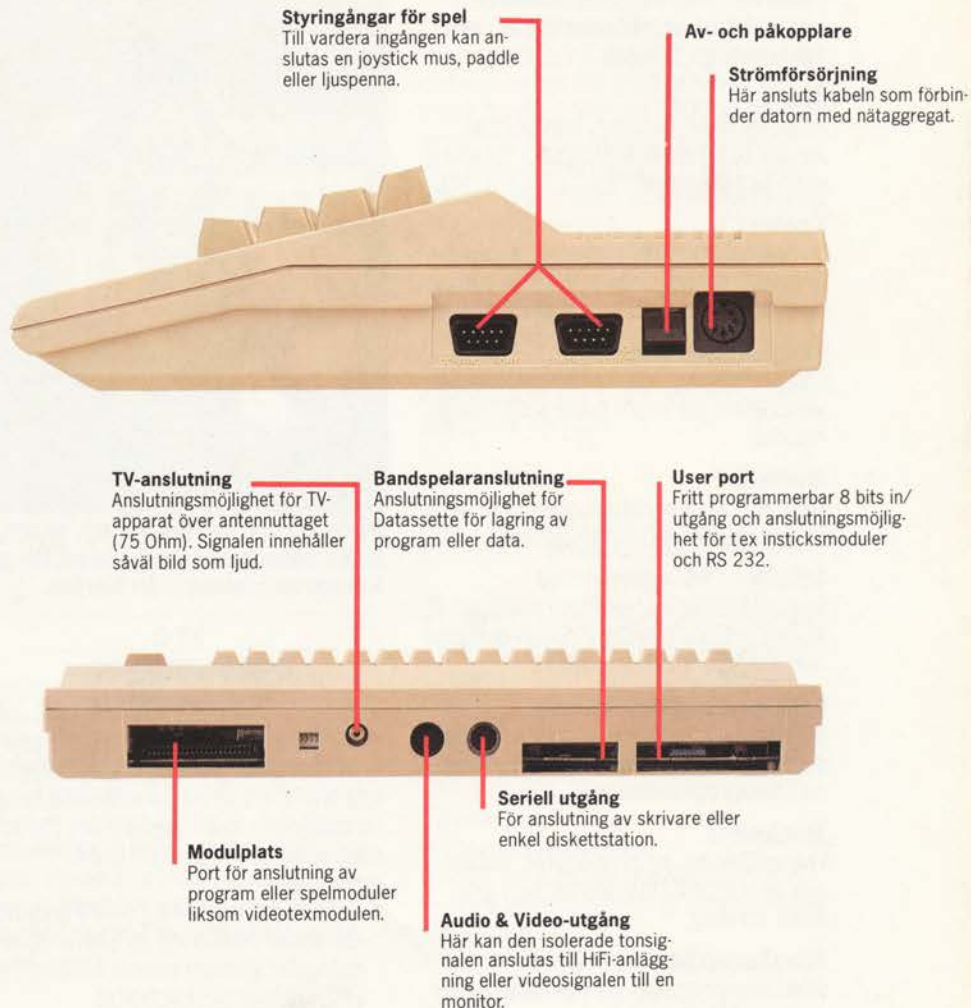 Styringångar för spel
Till vardera ingången kan an-
slutas en joystick mus, paddle
eller ljuspenna.
Av- och påkopplare
Strömförsörjning
Här ansluts kabeln som förbin-
der datorn med nätaggregat.
TV-anslutning
Anslutningsmöjlighet för TV-
apparat över antennuttaget
(75 Ohm). Signalen innehåller
såväl bild som ljud.
Bandspelaranslutning
Anslutningsmöjlighet för
Datassette för lagring av
program eller data.
User port
Fritt programmerbar 8 bits in/
utgång och anslutningsmöjlig-
het för t ex insticksmoduler
och RS 232.
Modulplats
Port för anslutning av
program eller spelmoduler
liksom videotexmodulen.
Audio & Video-utgång
Här kan den isolerade tonsig-
nalen anslutas till HiFi-anlägg-
ning eller videosignalen till en
monitor.
Seriell utgång
För anslutning av skrivare eller
enkel diskettstation.